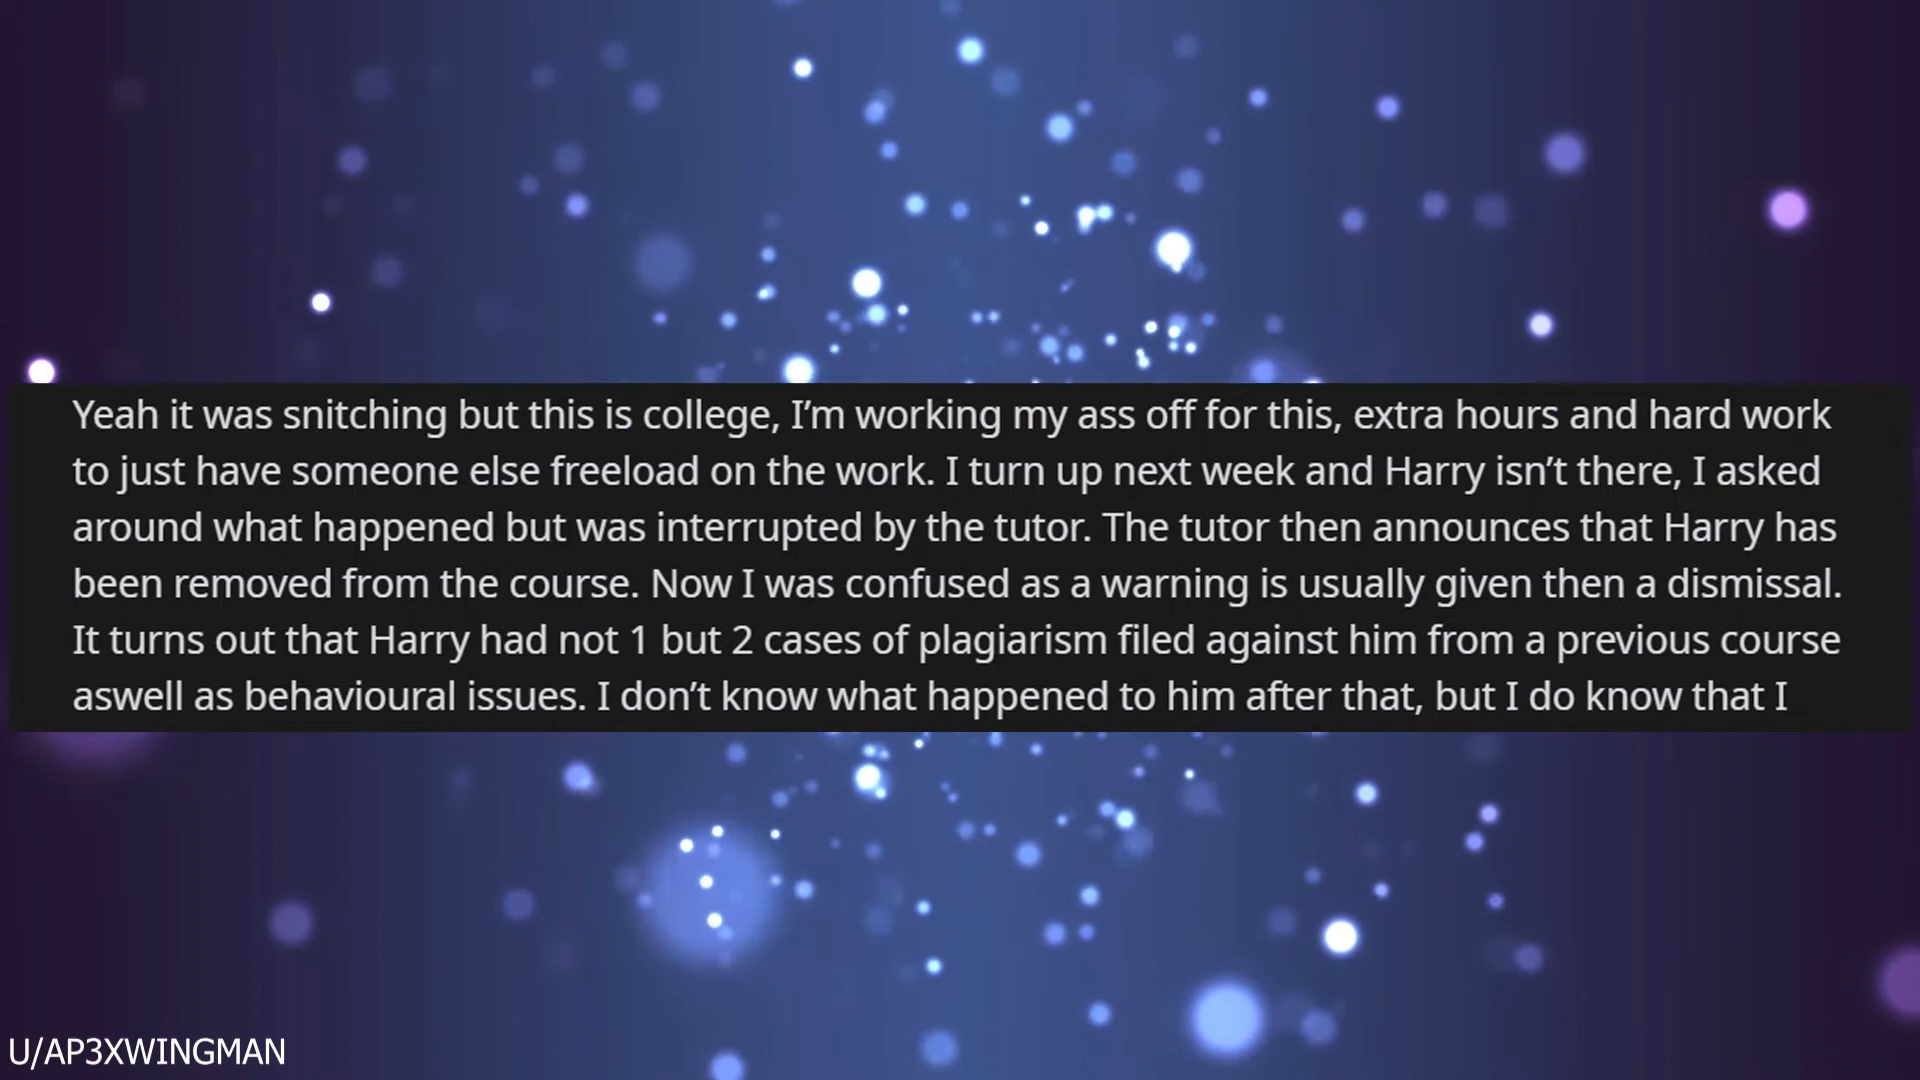 Yeah it was snitching but this is college, I’m working my ass off for this, extra hours and hard work
to just have someone else freeload on the work. I turn up next week and Harry isn’t there, I asked
around what happened but was interrupted by the tutor. The tutor then announces that Harry has
been removed from the course. Now I was confused as a warning is usually given then a dismissal.
It turns out that Harry had not 1 but 2 cases of plagiarism filed against him from a previous course
aswell as behavioural issues. I don’t know what happened to him after that, but I do know that I
U/AP3XWINGMAN